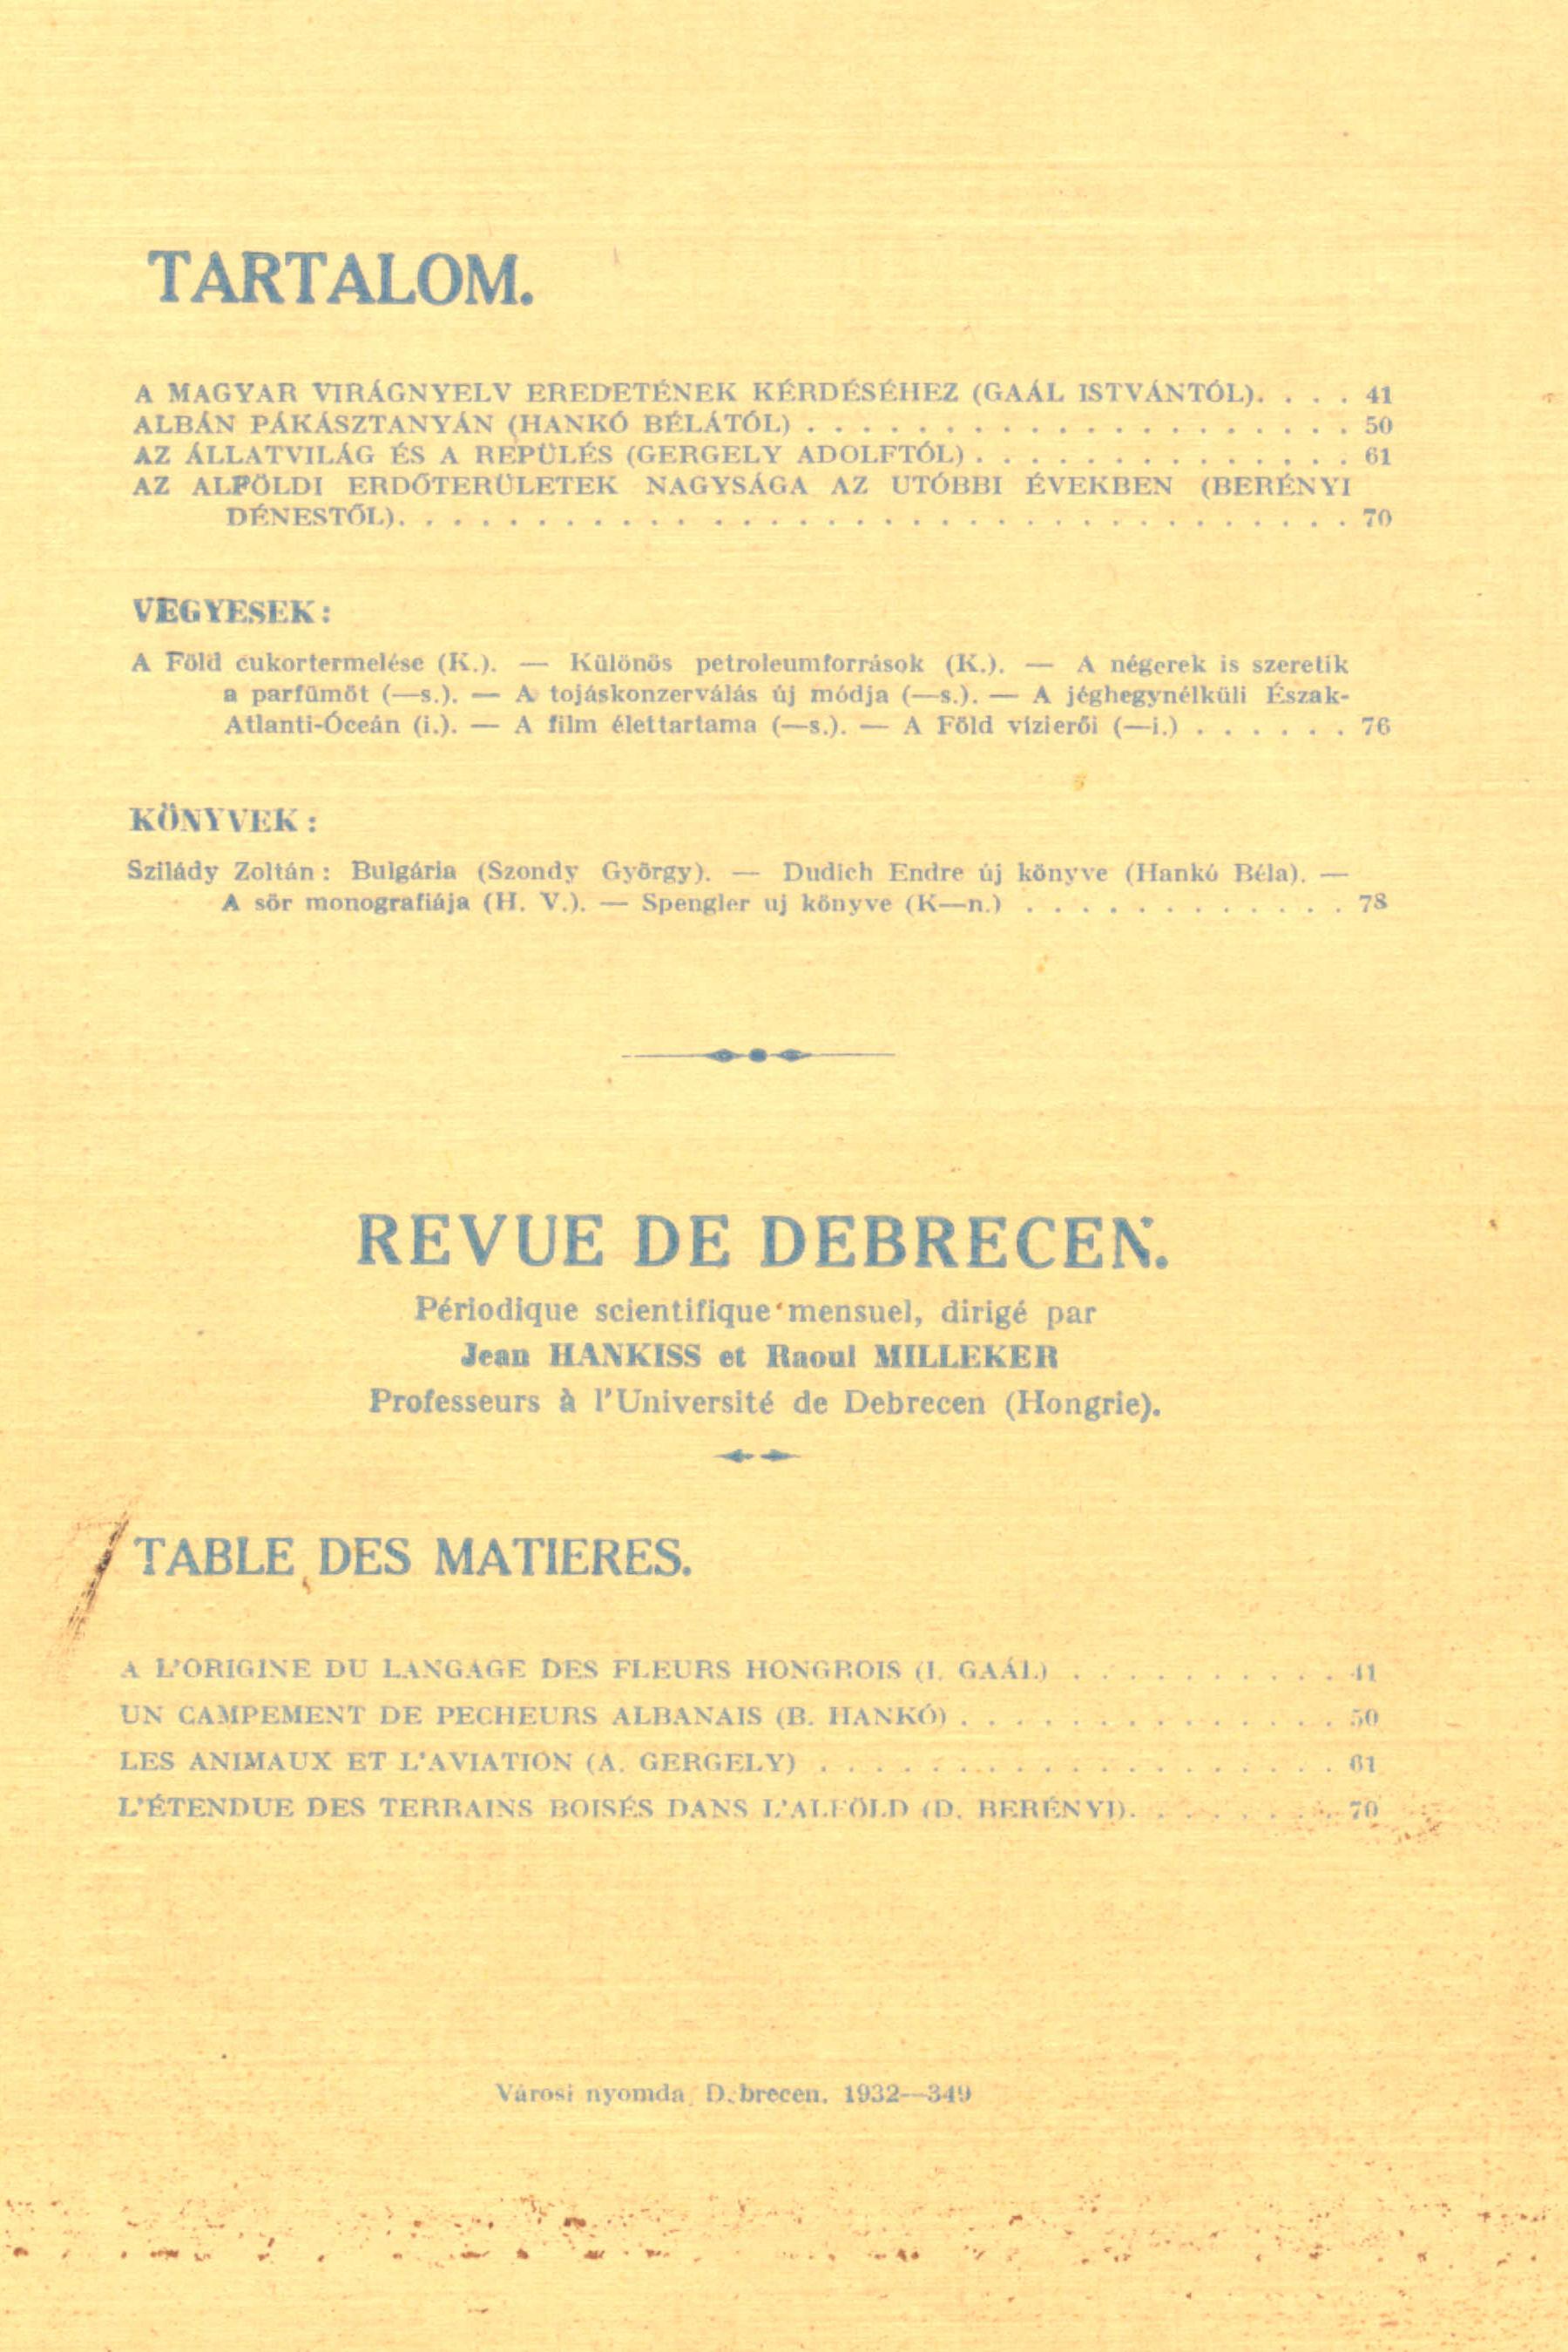 TARTALOM.
A MAGYAR VIRÁGNYELV EREDETÉNEK KÉRDÉSÉHEZ (GAÁL ISTVÁNTÓL). . . . 41
ALBÁN PÁKÁSZTANYÁN (HANKÓ BÉLÁTÓL) . . . . . . . . . . . . . . . . . . . . 50
AZ ÁLLATVILÁG ÉS A REPÜLÉS (GERGELY ADOLFTÓL) . . . . . . . . . . . . . . 61
AZ ALFÖLDI ERDŐTERÜLETEK NAGYSÁGA AZ UTÓBBI ÉVEKBEN (BERÉNYI
DÉNESTŐL). . . . . . . . . . . . . . . . . . . . . . . . . . . . . . . . . . 70
VEGYESEK:
A Föld cukortermelése (K.). — Különös petroleumforrások (K.). — A négerek is szeretik
a parfümöt (—s.). — A tojáskonzerválás új módja (—s.). — A jéghegynélküli Észak-
Atlanti-Óceán (i.). — A film élettartama (—s.). — A Föld vízierői (—i.) . . . . . . 76
KÖNYVEK:
Szilády Zoltán: Bulgária (Szondy György). — Dudich Endre új könyve (Hankó Béla). —
A sör monografiája (H. V.). — Spengler uj könyve (K—n.) . . . . . . . . . . . . 78
REVUE DE DEBRECEN.
Périodique scientifique mensuel, dirigé par
Jean HANKISS et Raoul MILLEKER
Professeurs à l'Université de Debrecen (Hongrie).
TABLE DES MATIERES.
A L'ORIGINE DU LANGAGE DES FLEURS HONGROIS (I. GAÁL) . . . . . . . . . . 41
UN CAMPEMENT DE PECHEURS ALBANAIS (B. HANKÓ) . . . . . . . . . . . . . . 50
LES ANIMAUX ET L'AVIATION (A. GERGELY) . . . . . . . . . . . . . . . . . . . 61
L'ÉTENDUE DES TERRAINS BOISÉS DANS L'ALFÖLD (D. BERÉNYI). . . . . . . . 70
Városi nyomda, Debrecen. 1932—349